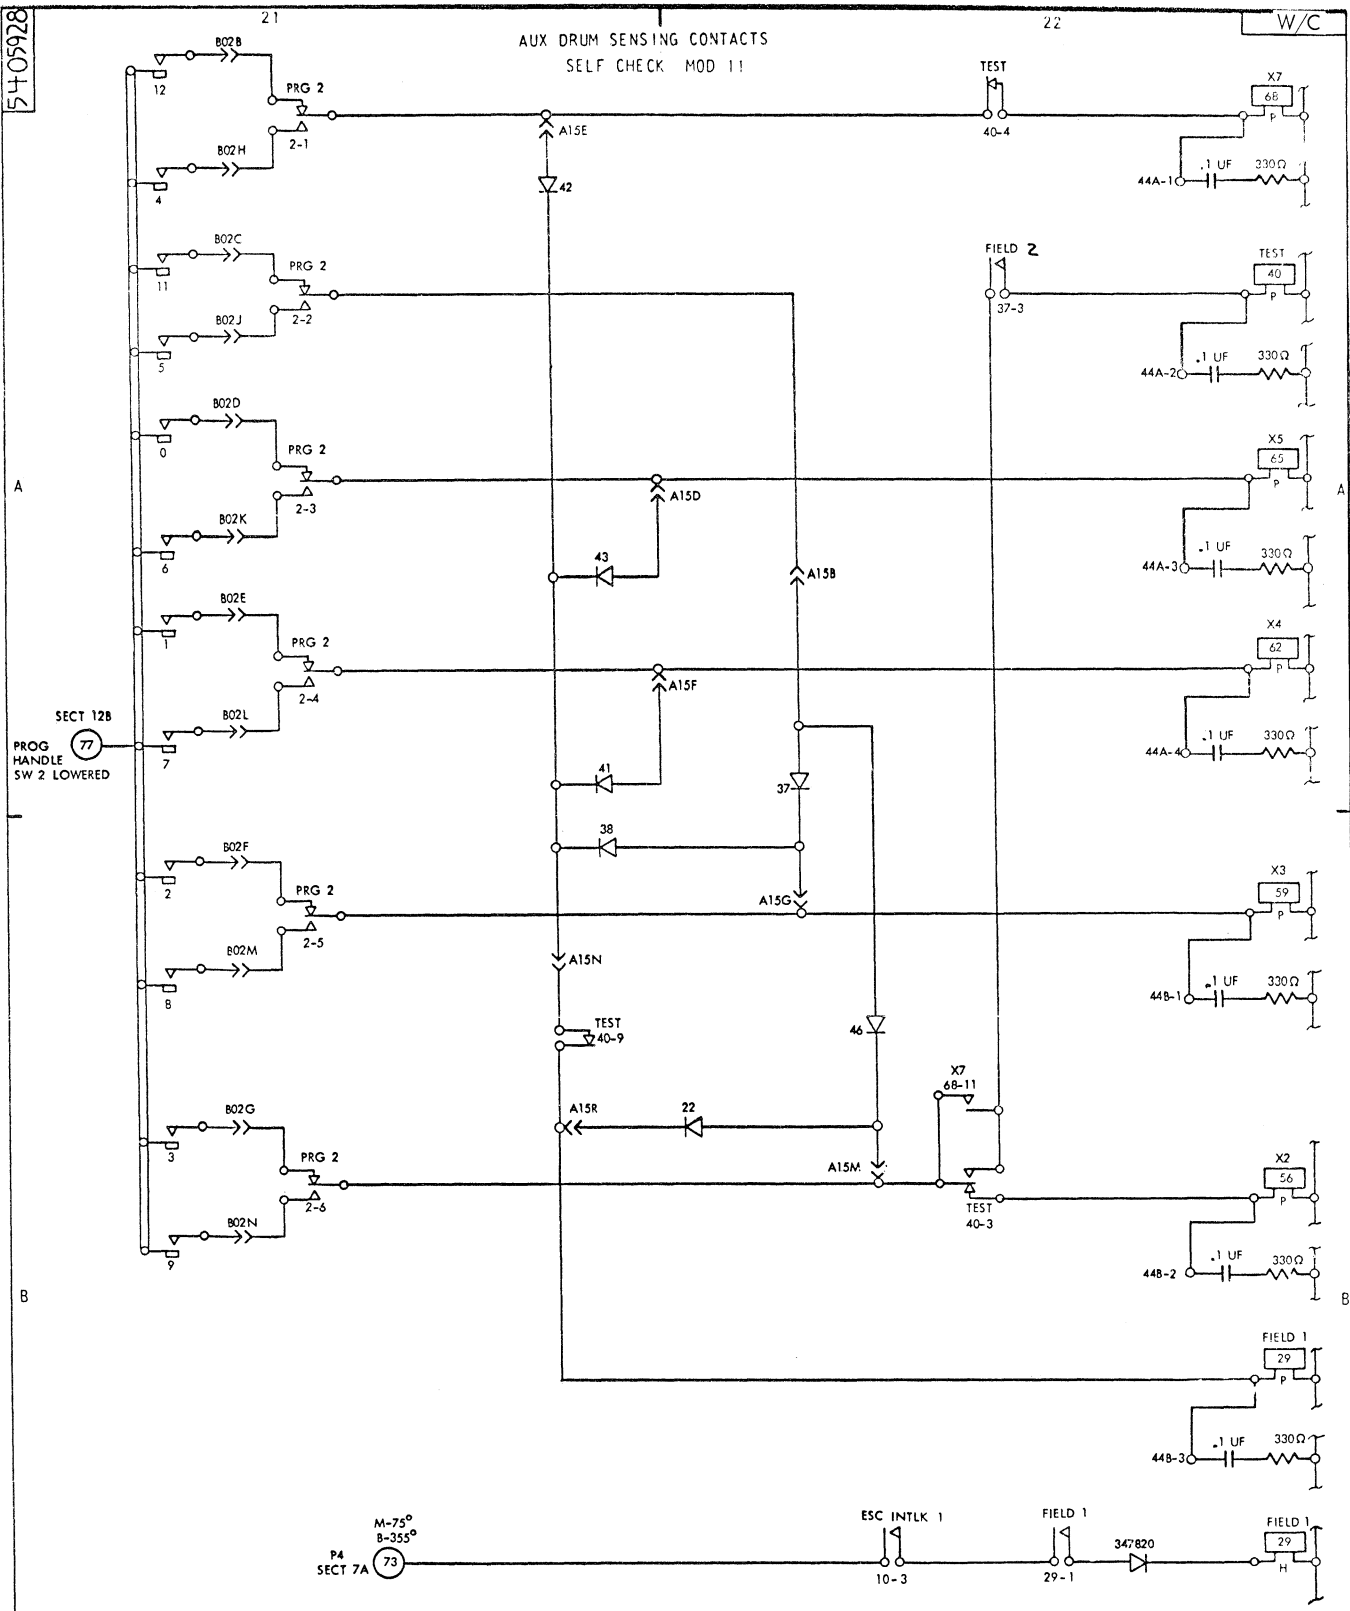 5405928
21
22
W/C
AUX DRUM SENSING CONTACTS
SELF CHECK MOD 11
B02B
12
PRG 2
2-1
B02H
4
A15E
42
TEST
40-4
X7
68
P
44A-1
.1 UF
330Ω
B02C
11
PRG 2
2-2
B02J
5
FIELD 2
37-3
TEST
40
P
44A-2
.1 UF
330Ω
B02D
0
PRG 2
2-3
B02K
6
A
A15D
43
A15B
X5
65
P
A
44A-3
.1 UF
330Ω
B02E
1
PRG 2
2-4
B02L
7
SECT 12B
77
PROG
HANDLE
SW 2 LOWERED
A15F
41
37
38
X4
62
P
44A-4
.1 UF
330Ω
B02F
2
PRG 2
2-5
B02M
8
A15G
A15N
TEST
40-9
46
X3
59
P
44B-1
.1 UF
330Ω
B02G
3
PRG 2
2-6
B02N
9
A15R
22
A15M
X7
68-11
TEST
40-3
X2
56
P
44B-2
.1 UF
330Ω
B
B
FIELD 1
29
P
44B-3
.1 UF
330Ω
M-75°
B-355°
P4
SECT 7A
73
ESC INTLK 1
10-3
FIELD 1
29-1
347820
FIELD 1
29
H